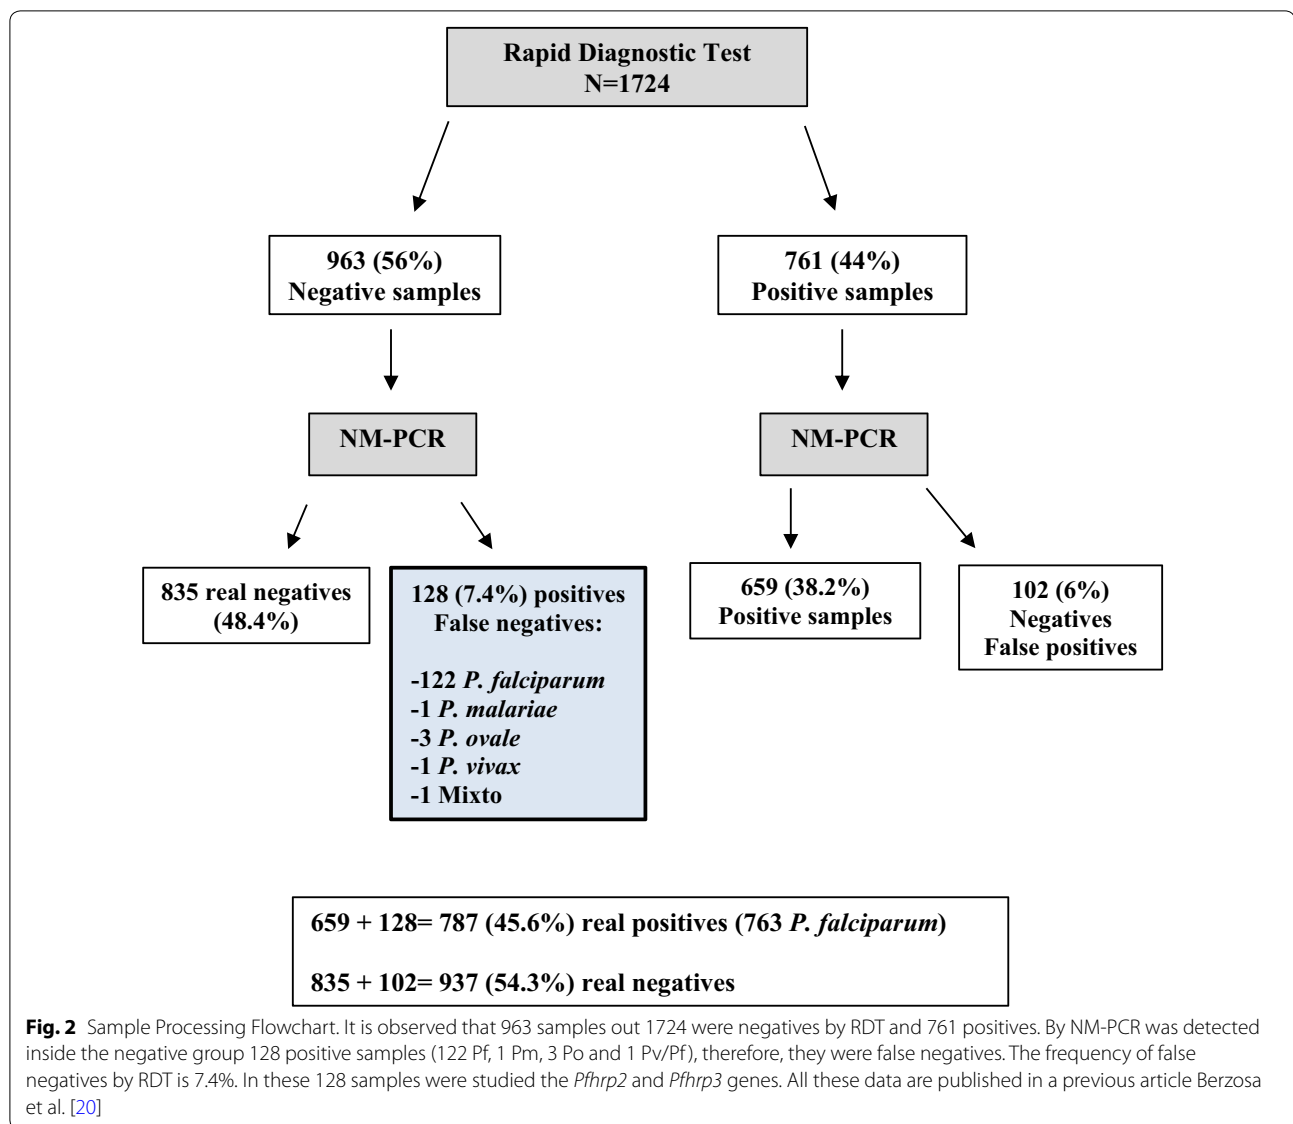 Rapid Diagnostic Test
N=1724
963 (56%)
Negative samples
761 (44%)
Positive samples
NM-PCR
NM-PCR
835 real negatives
(48.4%)
128 (7.4%) positives
False negatives:
-122 P. falciparum
-1 P. malariae
-3 P. ovale
-1 P. vivax
-1 Mixto
659 (38.2%)
Positive samples
102 (6%)
Negatives
False positives
659 + 128= 787 (45.6%) real positives (763 P. falciparum)
835 + 102= 937 (54.3%) real negatives
Fig. 2 Sample Processing Flowchart. It is observed that 963 samples out 1724 were negatives by RDT and 761 positives. By NM-PCR was detected
inside the negative group 128 positive samples (122 Pf, 1 Pm, 3 Po and 1 Pv/Pf), therefore, they were false negatives. The frequency of false
negatives by RDT is 7.4%. In these 128 samples were studied the Pfhrp2 and Pfhrp3 genes. All these data are published in a previous article Berzosa
et al. [20]